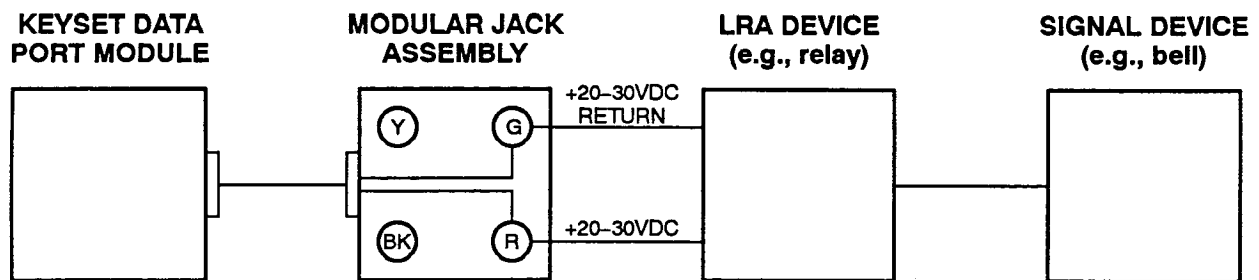 KEYSET DATA
PORT MODULE
MODULAR JACK
ASSEMBLY
LRA DEVICE
(e.g., relay)
SIGNAL DEVICE
(e.g., bell)
Y
G
+20–30VDC
RETURN
BK
R
+20–30VDC